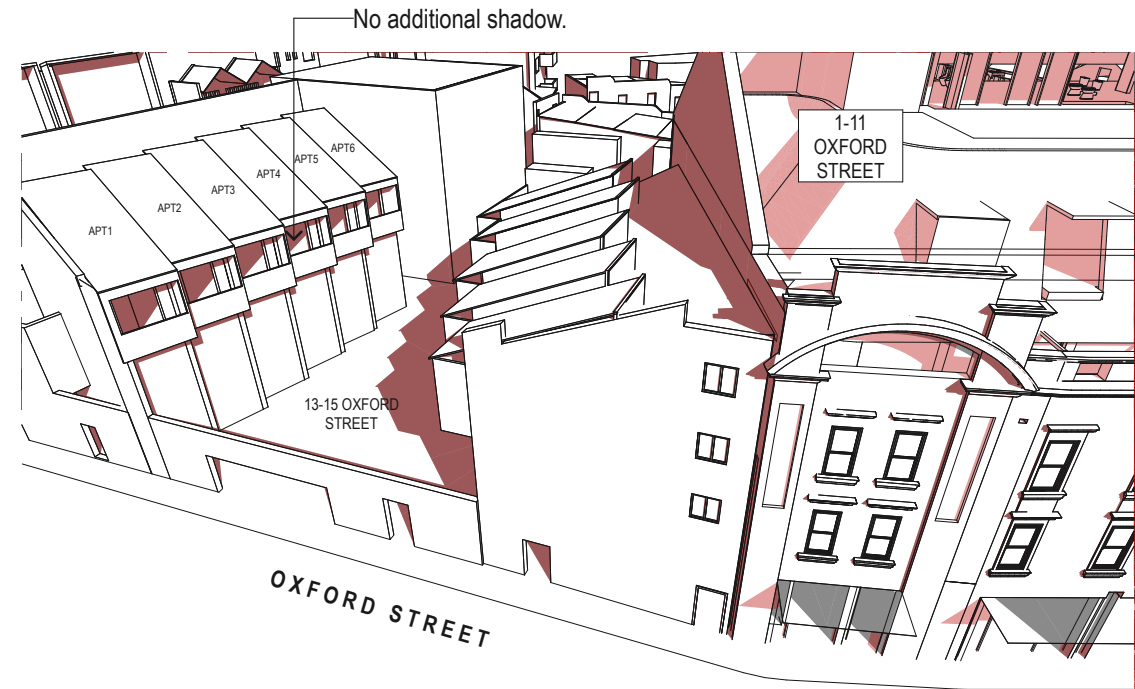 No additional shadow.
1-11
OXFORD
STREET
APT6
APT5
APT4
APT3
APT2
APT1
13-15 OXFORD
STREET
OXFORD STREET